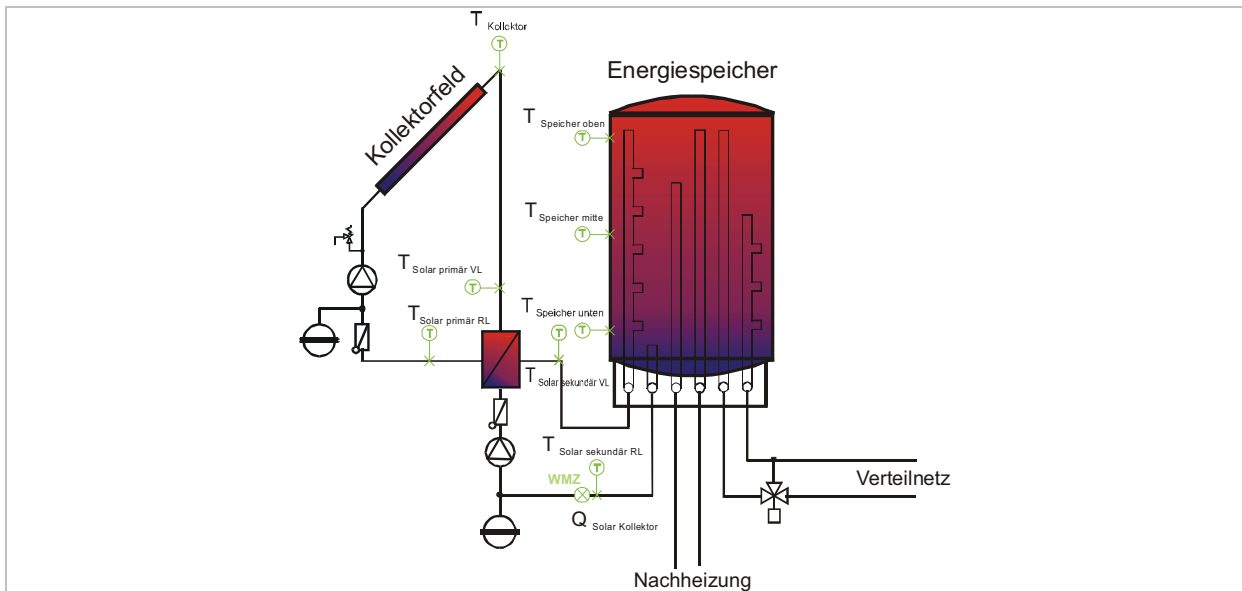 T Kollektor
Energiespeicher
Kollektorfeld
T Speicher oben
T Speicher mitte
T Solar primär VL
T Speicher unten
T Solar primär RL
T Solar sekundär VL
T Solar sekundär RL
WMZ
Q Solar Kollektor
Verteilnetz
Nachheizung
T
T
T
T
T
T
T
T